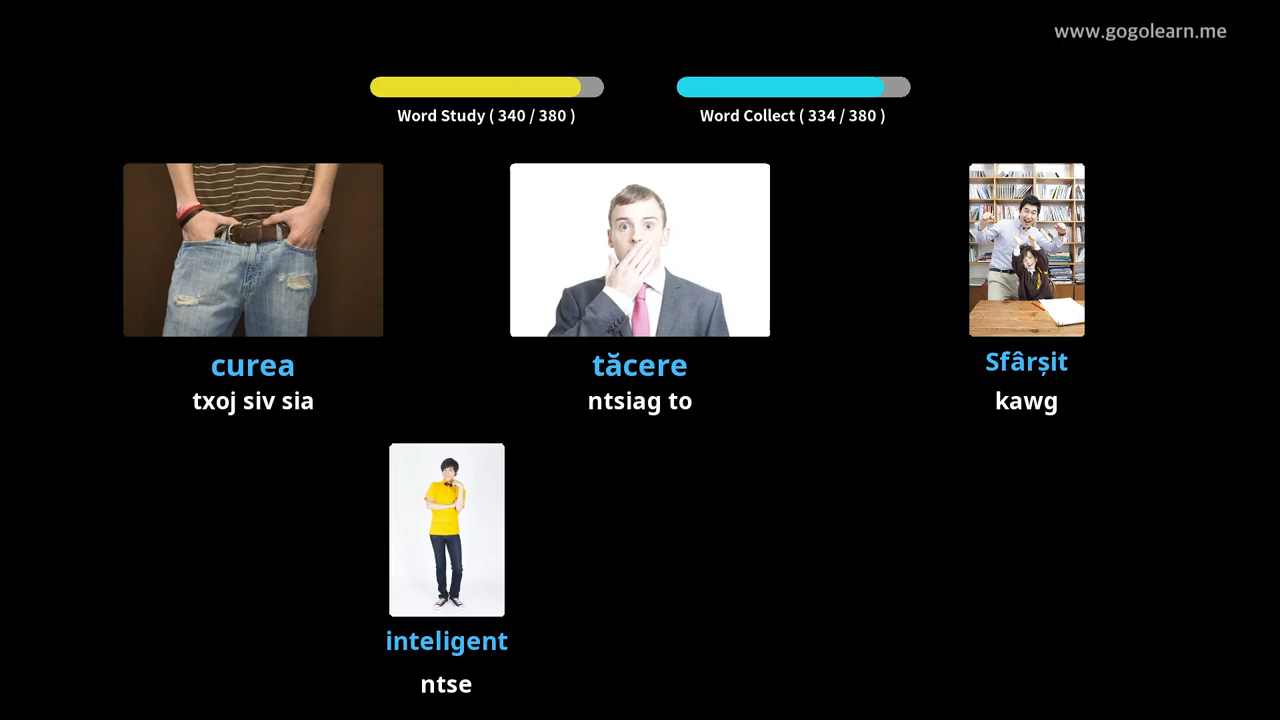 www.gogolearn.me
Word Study ( 340 / 380 )
Word Collect ( 334 / 380 )
curea
txoj siv sia
tăcere
ntsiag to
Sfârșit
kawg
inteligent
ntse